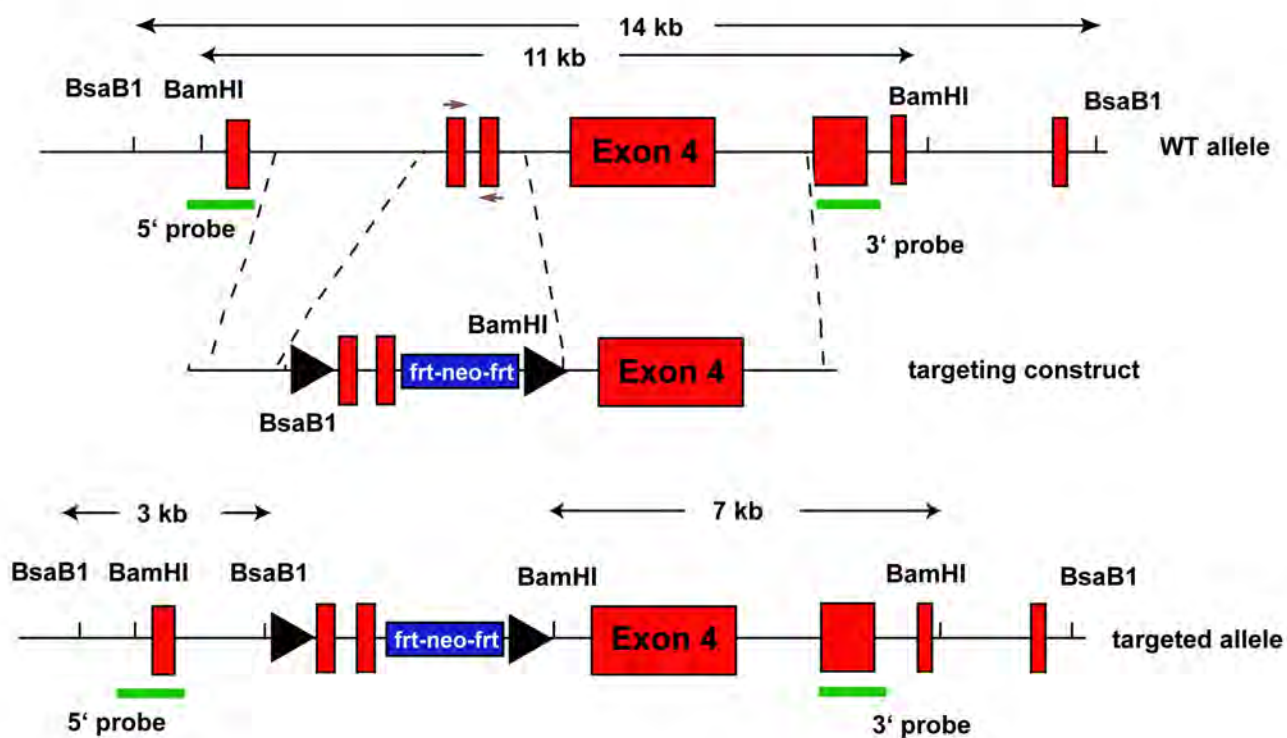 14 kb
11 kb
BsaB1 BamHI BamHI BsaB1
Exon 4 WT allele
5‘ probe 3‘ probe
BamHI
frt-neo-frt Exon 4 targeting construct
BsaB1
3 kb 7 kb
BsaB1 BamHI BsaB1 BamHI BamHI BsaB1
frt-neo-frt Exon 4 targeted allele
5‘ probe 3‘ probe